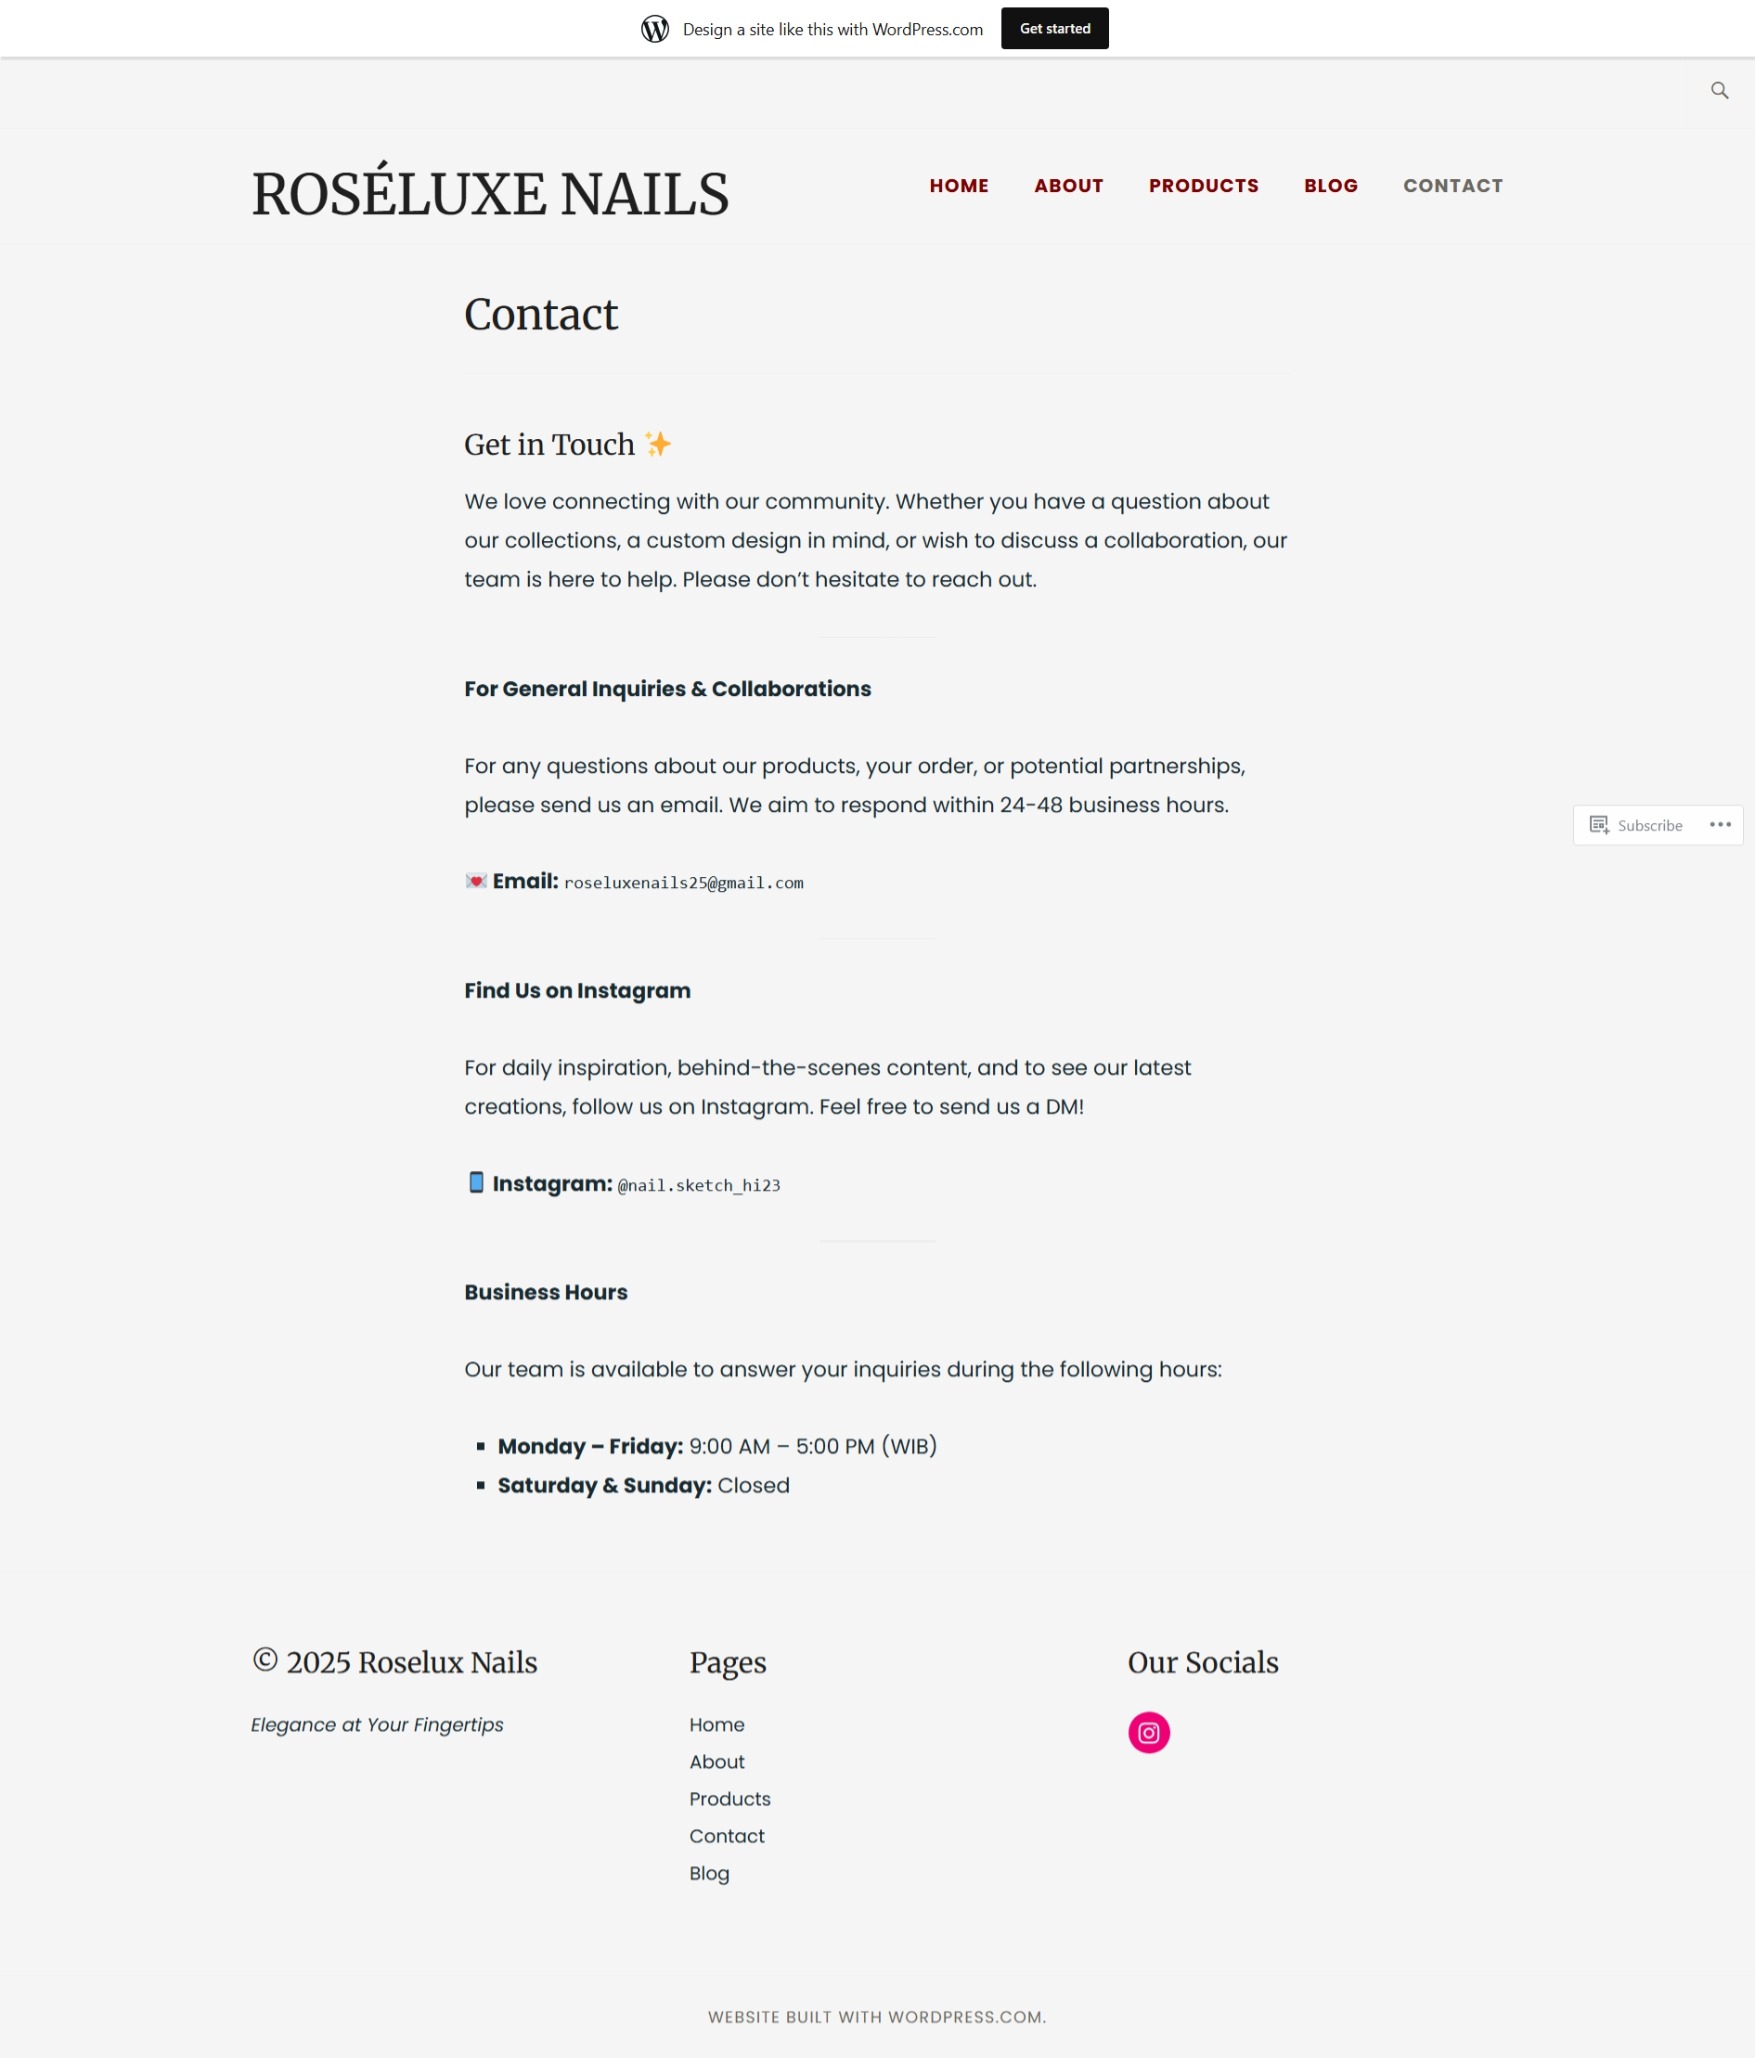 Design a site like this with WordPress.com
Get started
ROSÉLUXE NAILS
HOME ABOUT PRODUCTS BLOG CONTACT
Contact
Get in Touch ✨
We love connecting with our community. Whether you have a question about
our collections, a custom design in mind, or wish to discuss a collaboration, our
team is here to help. Please don’t hesitate to reach out.
For General Inquiries & Collaborations
For any questions about our products, your order, or potential partnerships,
please send us an email. We aim to respond within 24-48 business hours.
💌 Email: roseluxenails25@gmail.com
Subscribe
Find Us on Instagram
For daily inspiration, behind-the-scenes content, and to see our latest
creations, follow us on Instagram. Feel free to send us a DM!
📱 Instagram: @nail.sketch_hi23
Business Hours
Our team is available to answer your inquiries during the following hours:
Monday – Friday: 9:00 AM – 5:00 PM (WIB)
Saturday & Sunday: Closed
© 2025 Roselux Nails
Elegance at Your Fingertips
Pages
Home
About
Products
Contact
Blog
Our Socials
WEBSITE BUILT WITH WORDPRESS.COM.